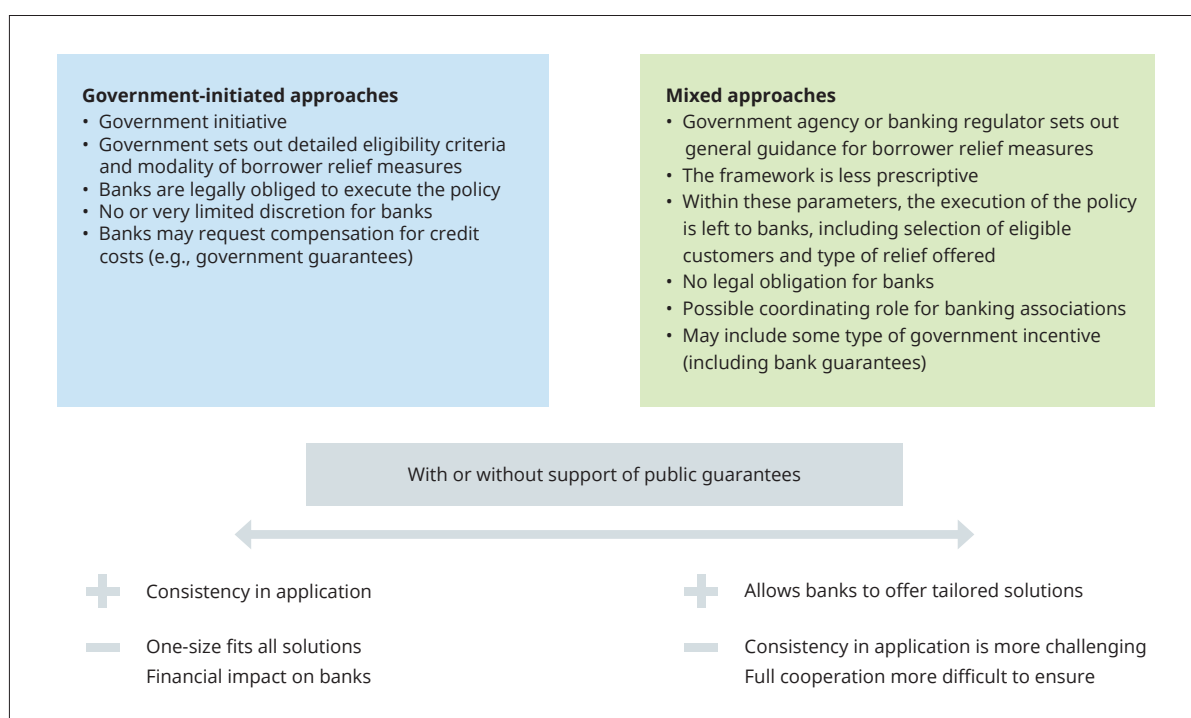 Government-initiated approaches
• Government initiative
• Government sets out detailed eligibility criteria
and modality of borrower relief measures
• Banks are legally obliged to execute the policy
• No or very limited discretion for banks
• Banks may request compensation for credit
costs (e.g., government guarantees)
Mixed approaches
• Government agency or banking regulator sets out
general guidance for borrower relief measures
• The framework is less prescriptive
• Within these parameters, the execution of the policy
is left to banks, including selection of eligible
customers and type of relief offered
• No legal obligation for banks
• Possible coordinating role for banking associations
• May include some type of government incentive
(including bank guarantees)
With or without support of public guarantees
Consistency in application
One-size fits all solutions
Financial impact on banks
Allows banks to offer tailored solutions
Consistency in application is more challenging
Full cooperation more difficult to ensure